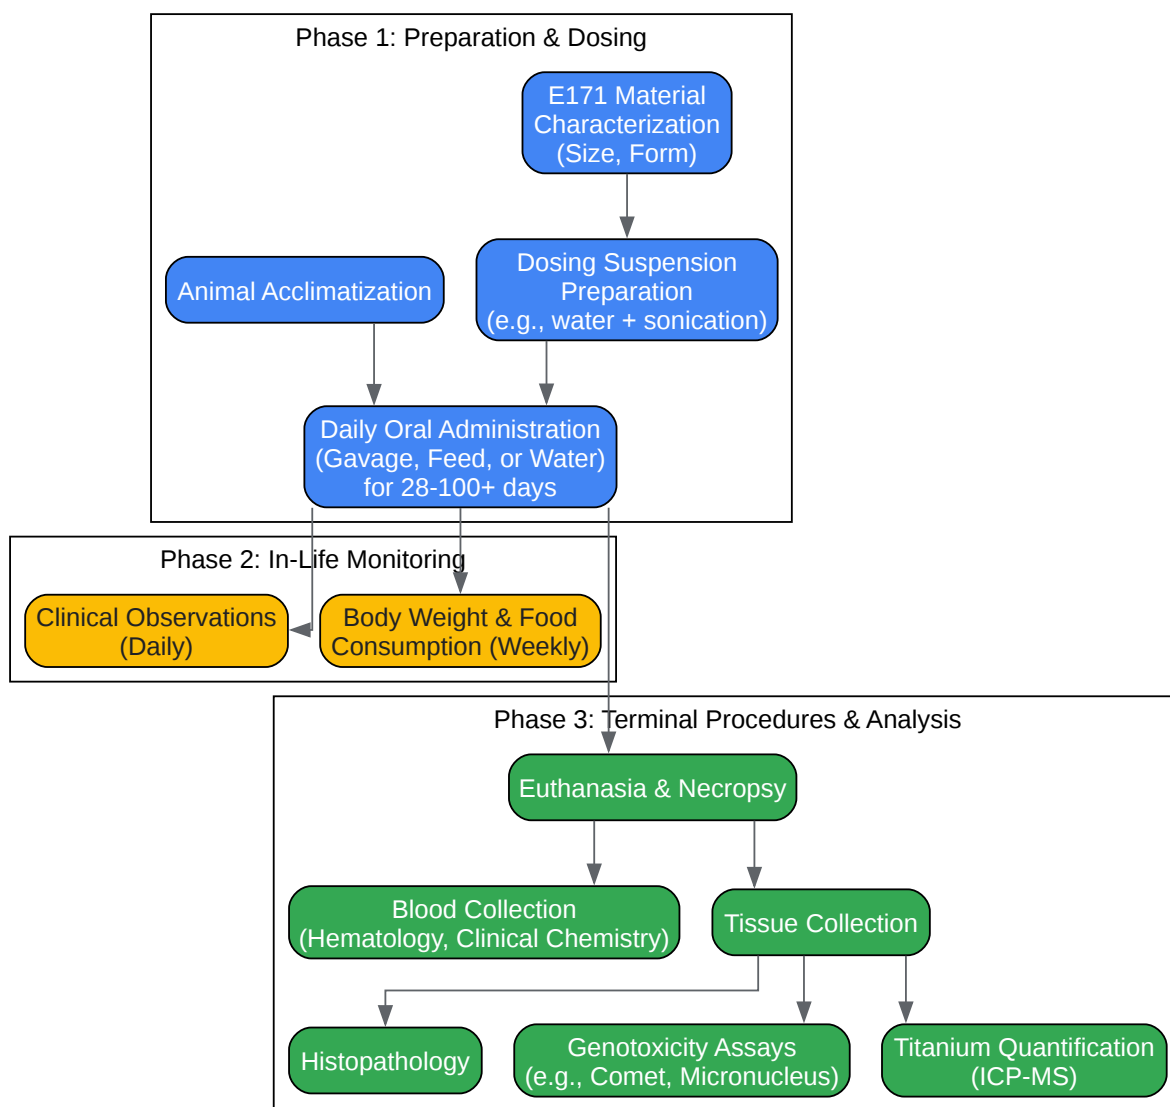 Phase 1: Preparation & Dosing
E171 Material
Characterization
(Size, Form)
Animal Acclimatization
Dosing Suspension
Preparation
(e.g., water + sonication)
Daily Oral Administration
(Gavage, Feed, or Water)
for 28-100+ days
Phase 2: In-Life Monitoring
Clinical Observations
(Daily)
Body Weight & Food
Consumption (Weekly)
Phase 3: Terminal Procedures & Analysis
Euthanasia & Necropsy
Blood Collection
(Hematology, Clinical Chemistry)
Tissue Collection
Histopathology
Genotoxicity Assays
(e.g., Comet, Micronucleus)
Titanium Quantification
(ICP-MS)